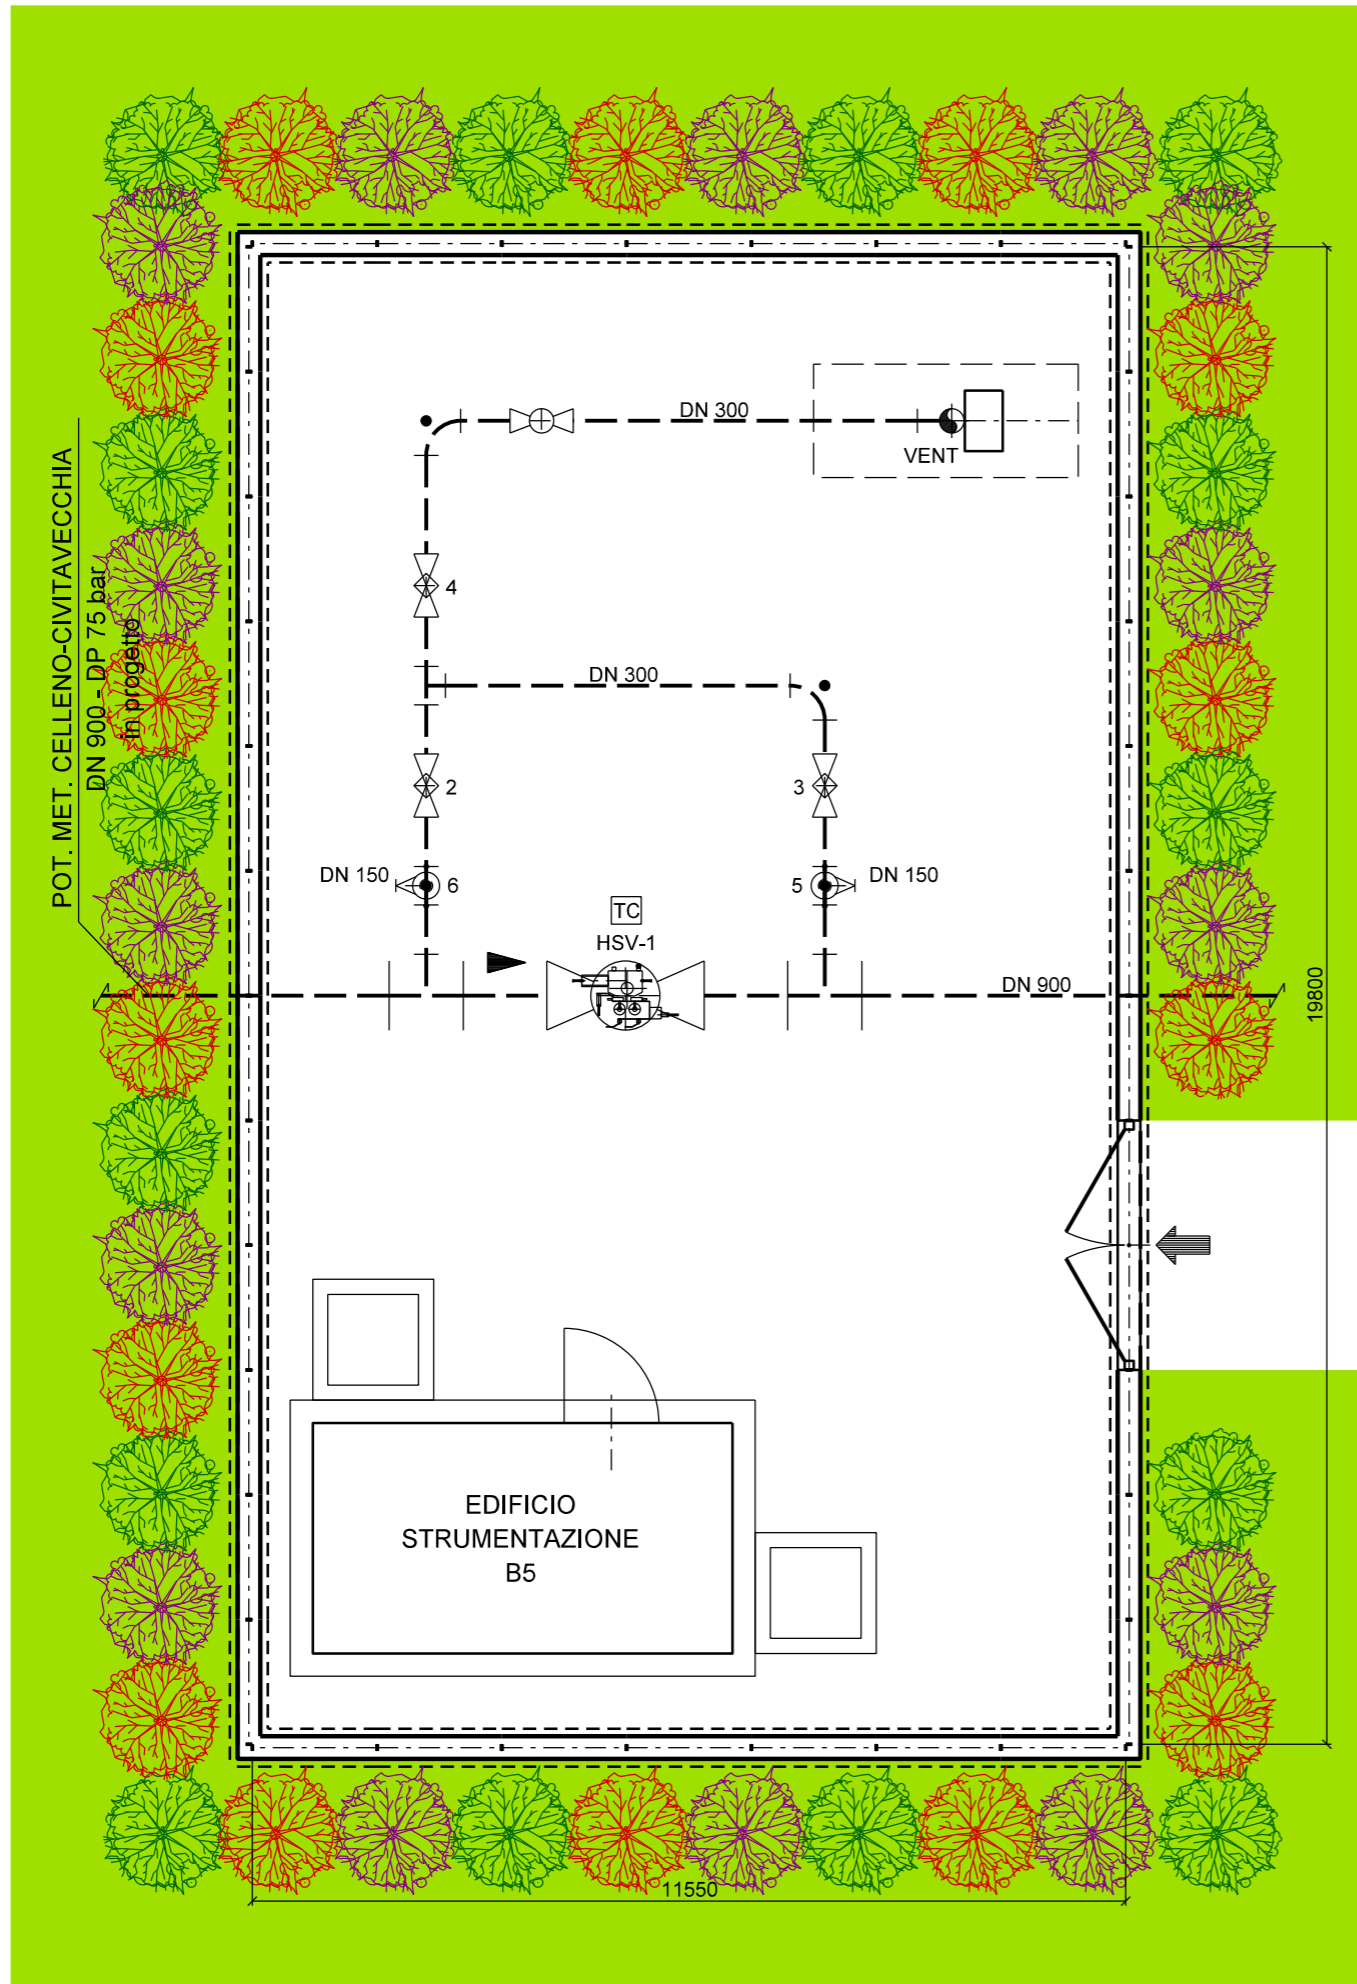 DN 300
VENT
POT. MET. CELLENO-CIVITAVECCHIA
DN 900 - DP 75 bar
in progetto
4
DN 300
2
3
DN 150
6
5
DN 150
TC
HSV-1
DN 900
19800
EDIFICIO
STRUMENTAZIONE
B5
11550